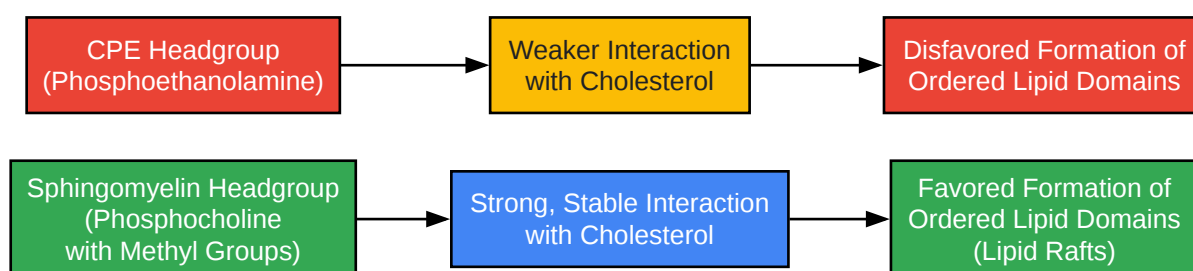 CPE Headgroup
(Phosphoethanolamine)
Weaker Interaction
with Cholesterol
Disfavored Formation of
Ordered Lipid Domains
Sphingomyelin Headgroup
(Phosphocholine
with Methyl Groups)
Strong, Stable Interaction
with Cholesterol
Favored Formation of
Ordered Lipid Domains
(Lipid Rafts)